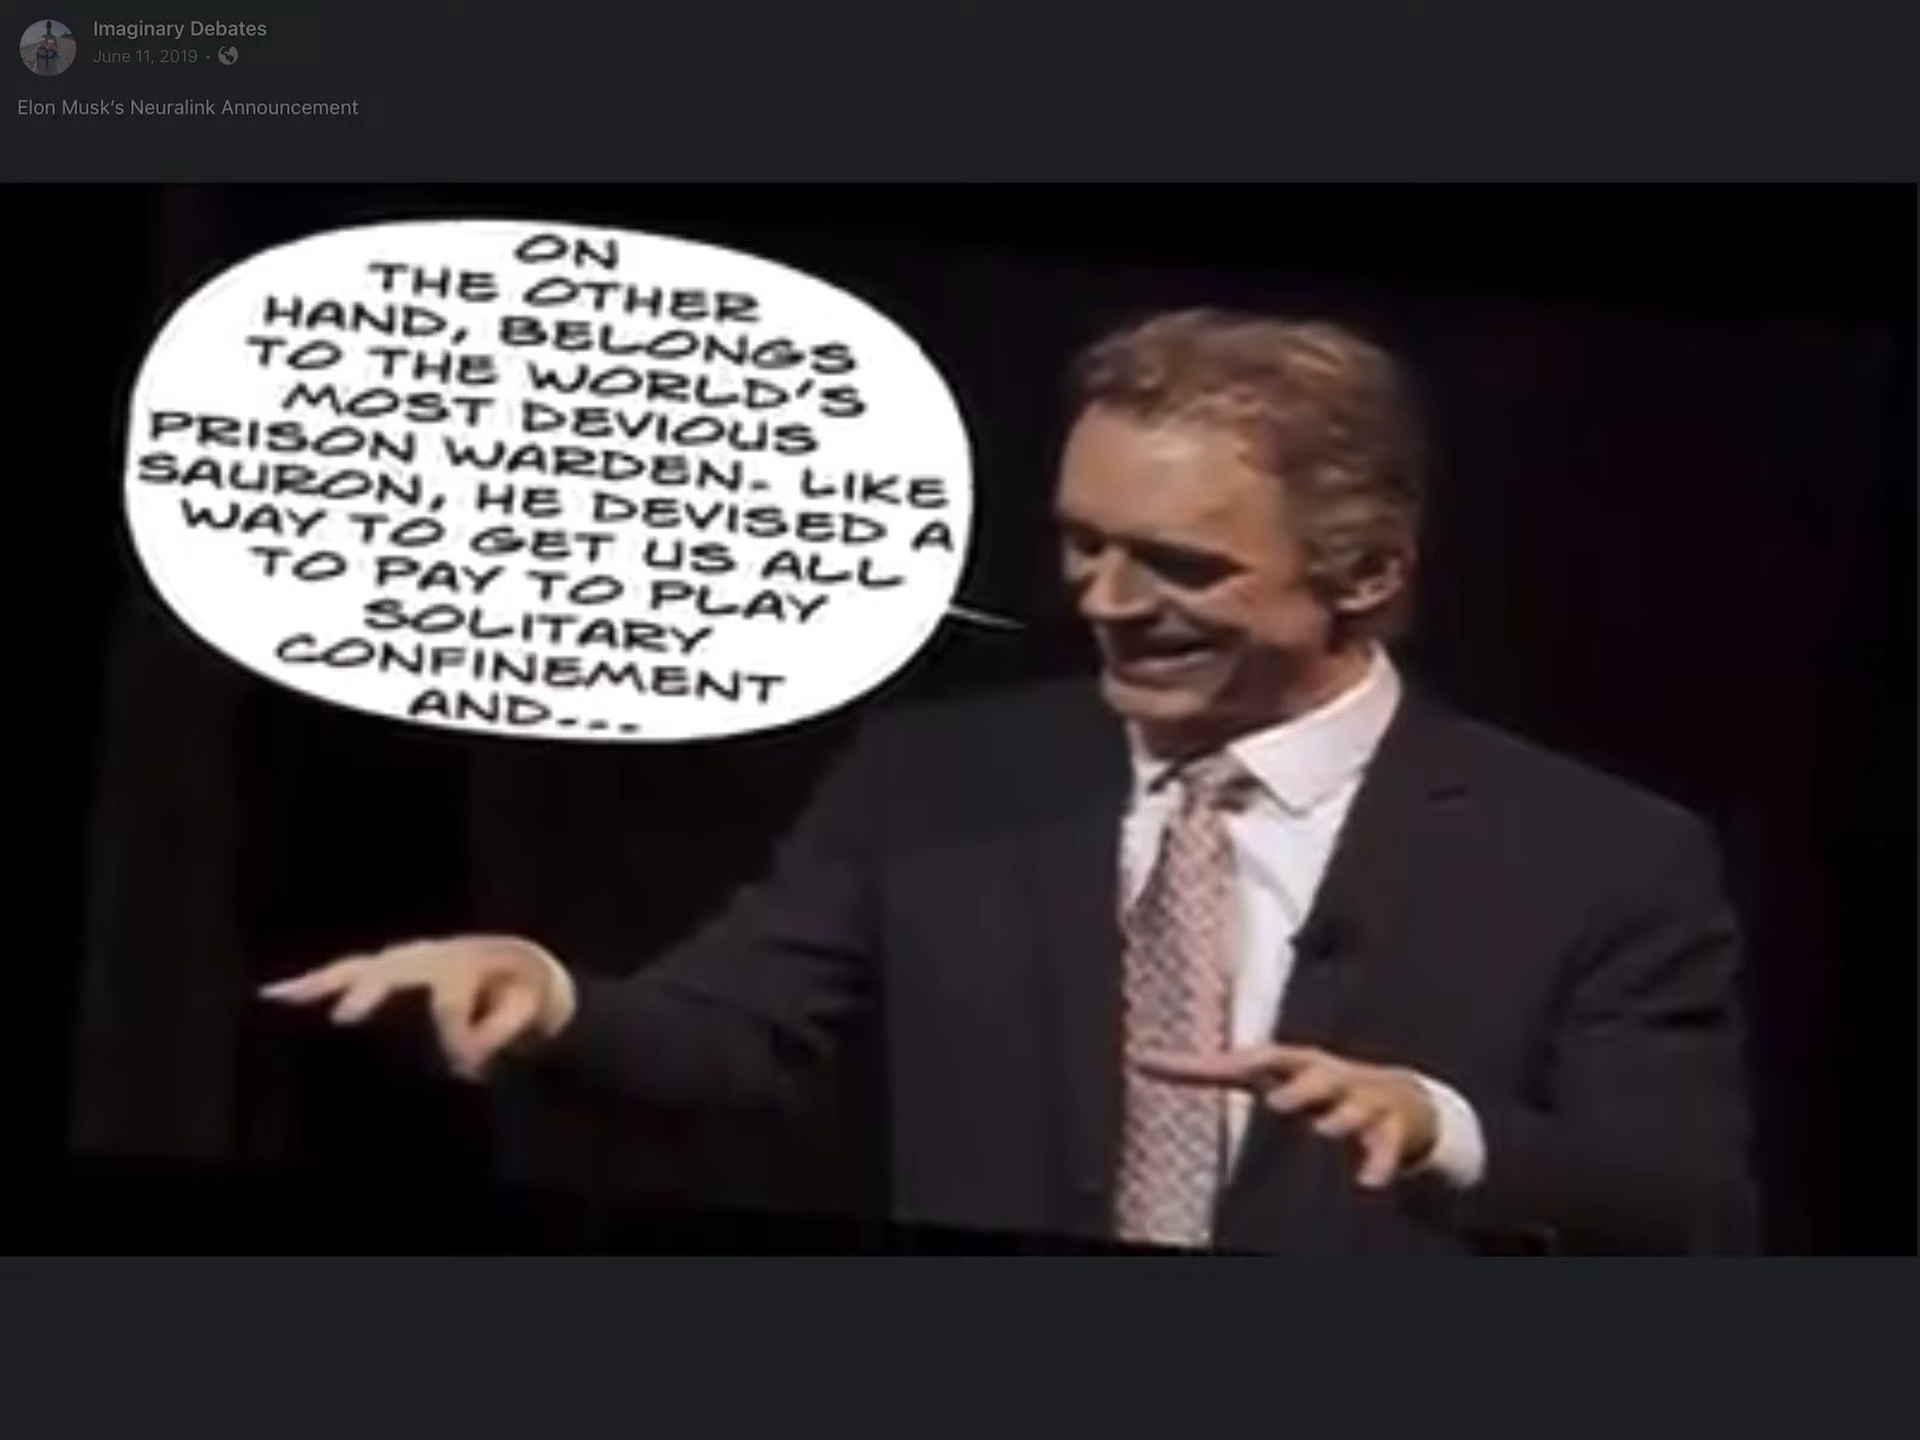 Imaginary Debates
June 11, 2019 ·
Elon Musk's Neuralink Announcement
ON
THE OTHER
HAND, BELONGS
TO THE WORLD'S
MOST DEVIOUS
PRISON WARDEN. LIKE
SAURON, HE DEVISED A
WAY TO GET US ALL
TO PAY TO PLAY
SOLITARY
CONFINEMENT
AND...